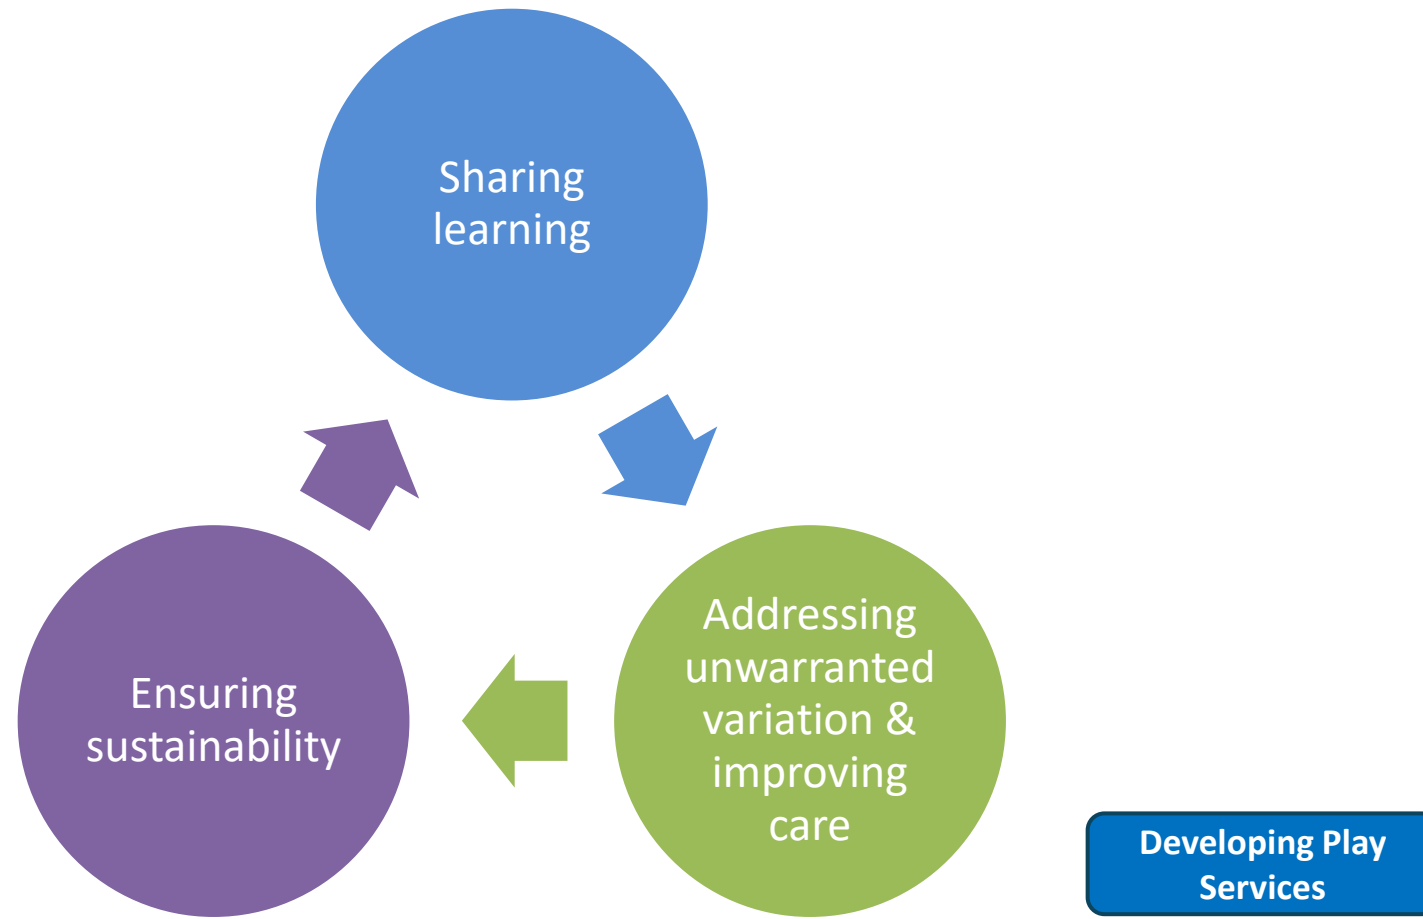 Sharing
learning
Addressing
unwarranted
variation &
improving
care
Ensuring
sustainability
Developing Play
Services